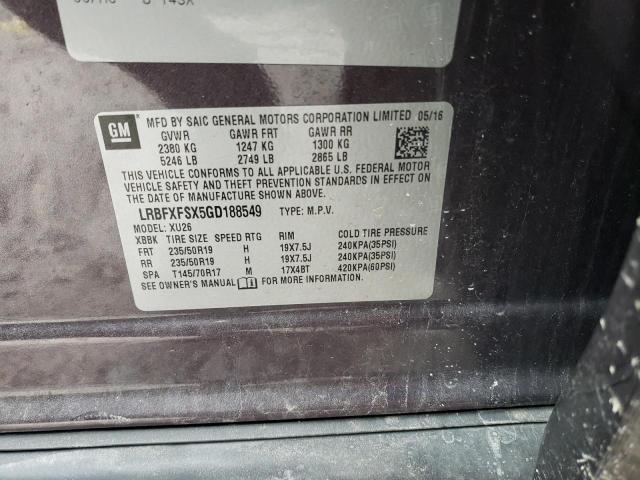 GM
MFD BY SAIC GENERAL MOTORS CORPORATION LIMITED 05/16
GVWR GAWR FRT GAWR RR
2380 KG 1247 KG 1300 KG
5246 LB 2749 LB 2865 LB
THIS VEHICLE CONFORMS TO ALL APPLICABLE U.S. FEDERAL MOTOR
VEHICLE SAFETY AND THEFT PREVENTION STANDARDS IN EFFECT ON
THE DATE OF MANUFACTURE SHOWN ABOVE.
LRBFXFSX5GD188549 TYPE: M.P.V.
MODEL: XU26
XBBK TIRE SIZE SPEED RTG RIM COLD TIRE PRESSURE
FRT 235/50R19 H 19X7.5J 240KPA(35PSI)
RR 235/50R19 H 19X7.5J 240KPA(35PSI)
SPA T145/70R17 M 17X4BT 420KPA(60PSI)
SEE OWNER'S MANUAL FOR MORE INFORMATION.